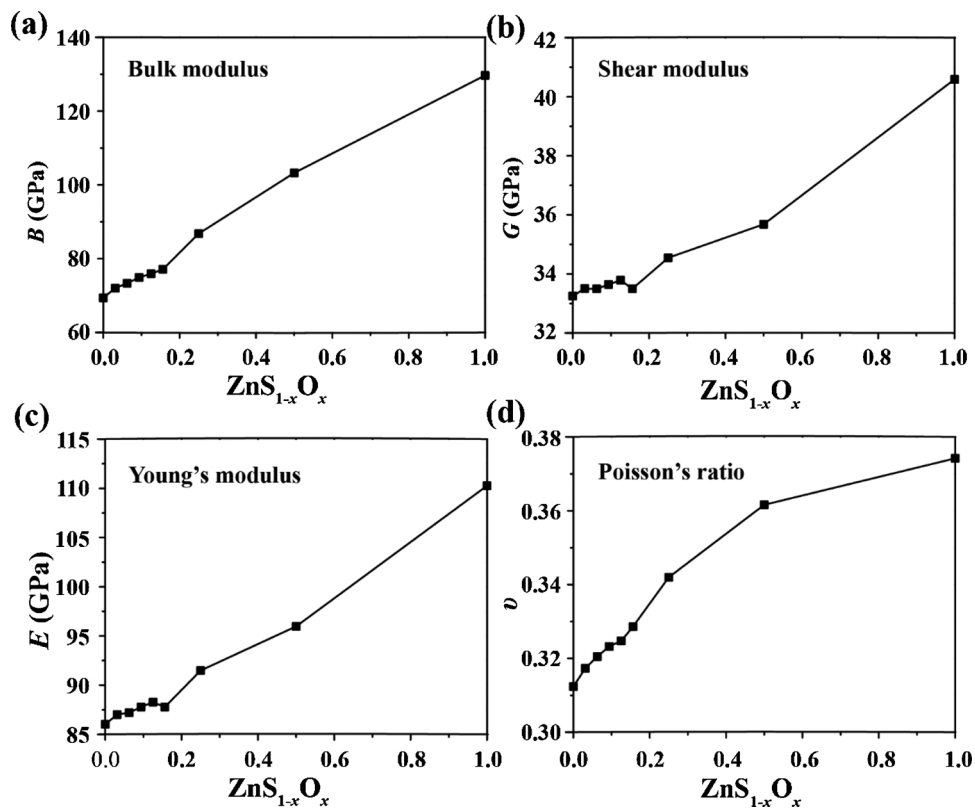 (a)
140
120
100
80
60
B (GPa)
Bulk modulus
0.0 0.2 0.4 0.6 0.8 1.0
ZnS1-xOx
(b)
42
40
38
36
34
32
G (GPa)
Shear modulus
0.0 0.2 0.4 0.6 0.8 1.0
ZnS1-xOx
(c)
115
110
105
100
95
90
85
E (GPa)
Young’s modulus
0.0 0.2 0.4 0.6 0.8 1.0
ZnS1-xOx
(d)
0.38
0.36
0.34
0.32
0.30
υ
Poisson’s ratio
0.0 0.2 0.4 0.6 0.8 1.0
ZnS1-xOx